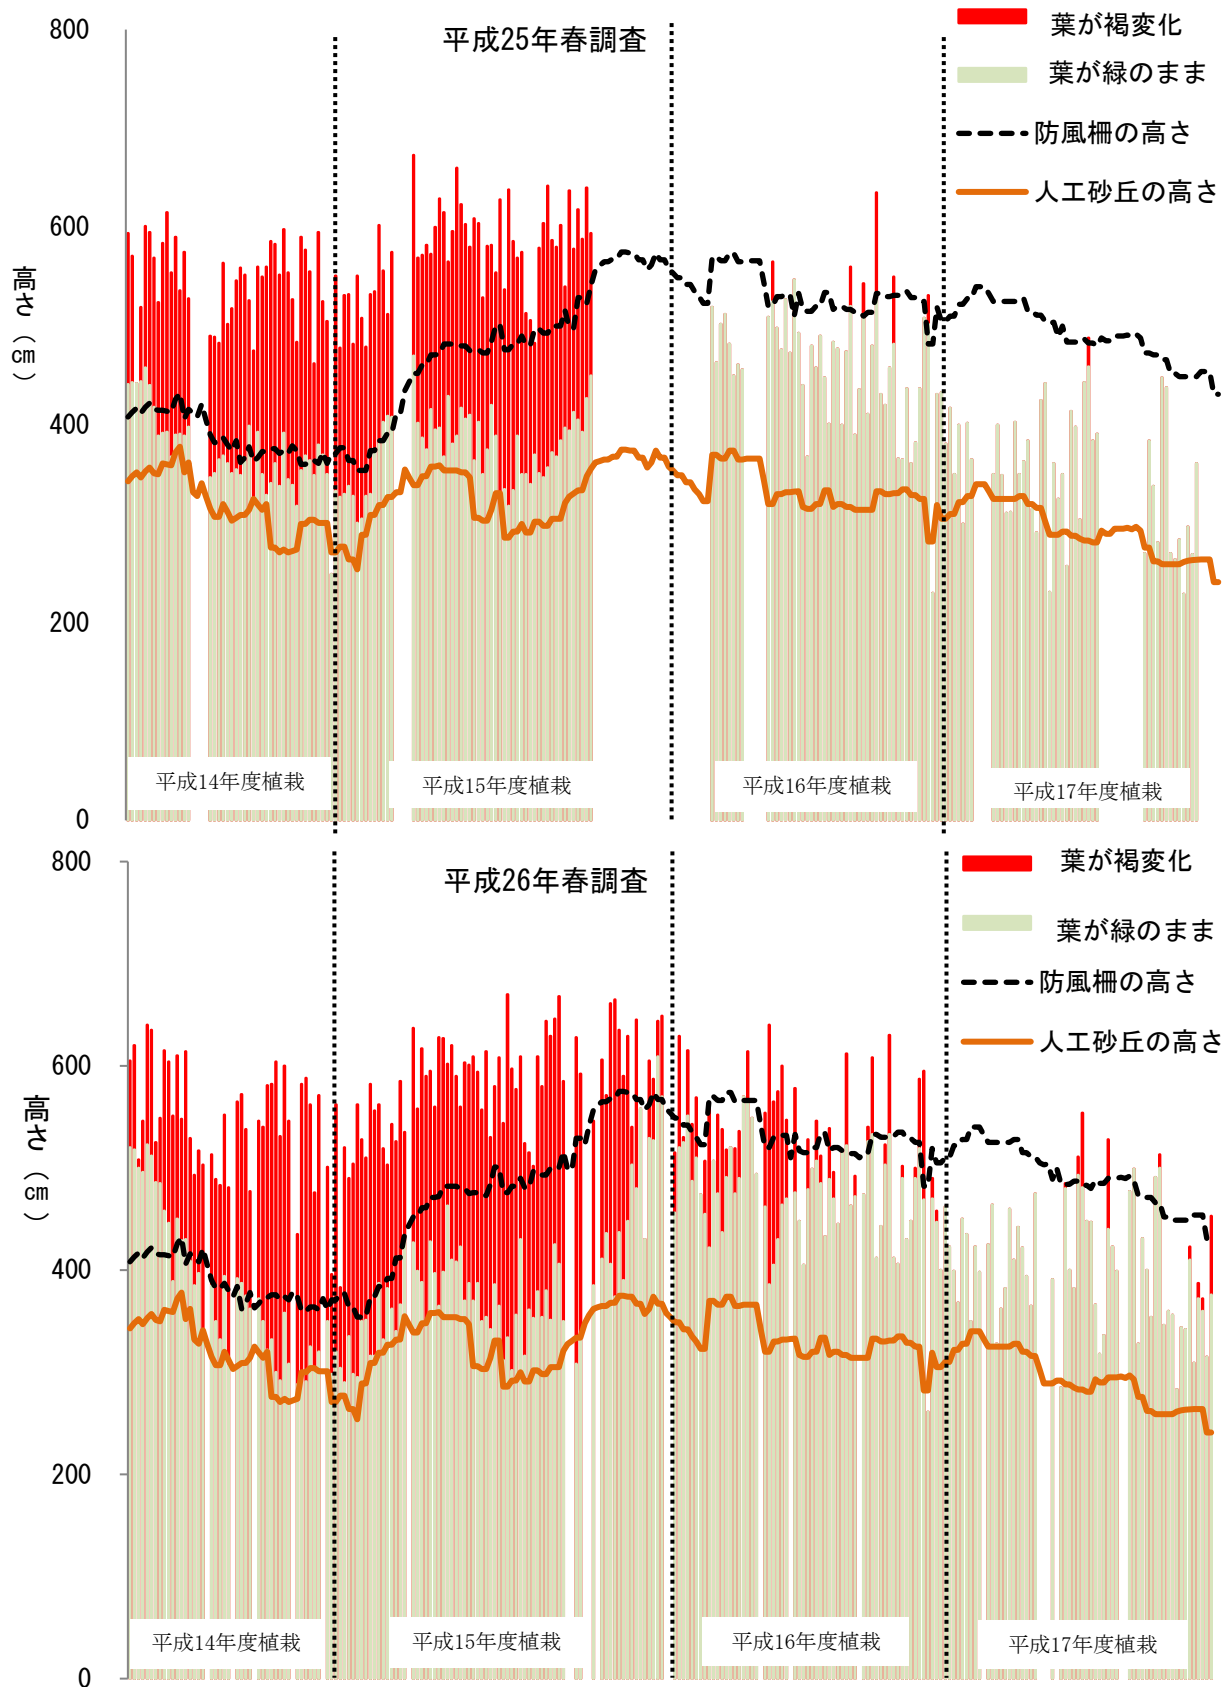 800
平成25年春調査
葉が褐変化
葉が緑のまま
防風柵の高さ
人工砂丘の高さ
600
高さ（㎝）
400
200
0
平成14年度植栽
平成15年度植栽
平成16年度植栽
平成17年度植栽
800
平成26年春調査
葉が褐変化
葉が緑のまま
防風柵の高さ
人工砂丘の高さ
600
高さ（㎝）
400
200
0
平成14年度植栽
平成15年度植栽
平成16年度植栽
平成17年度植栽